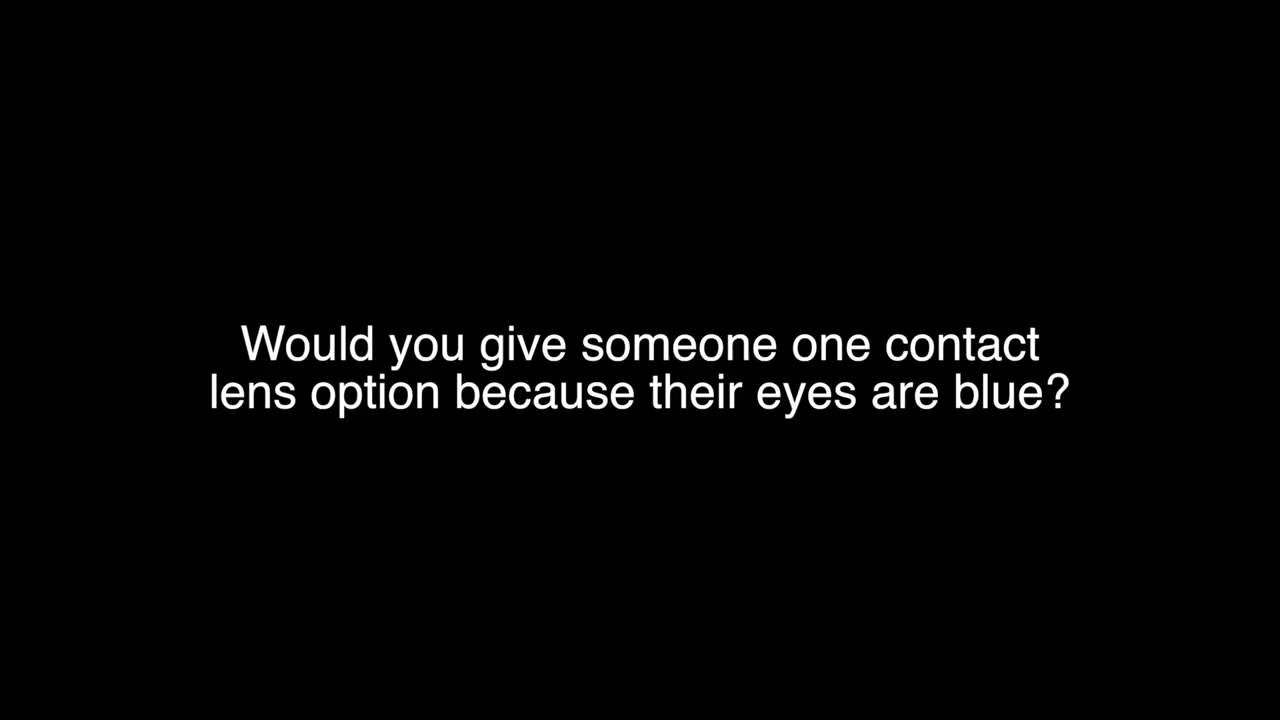 Would you give someone one contact
lens option because their eyes are blue?